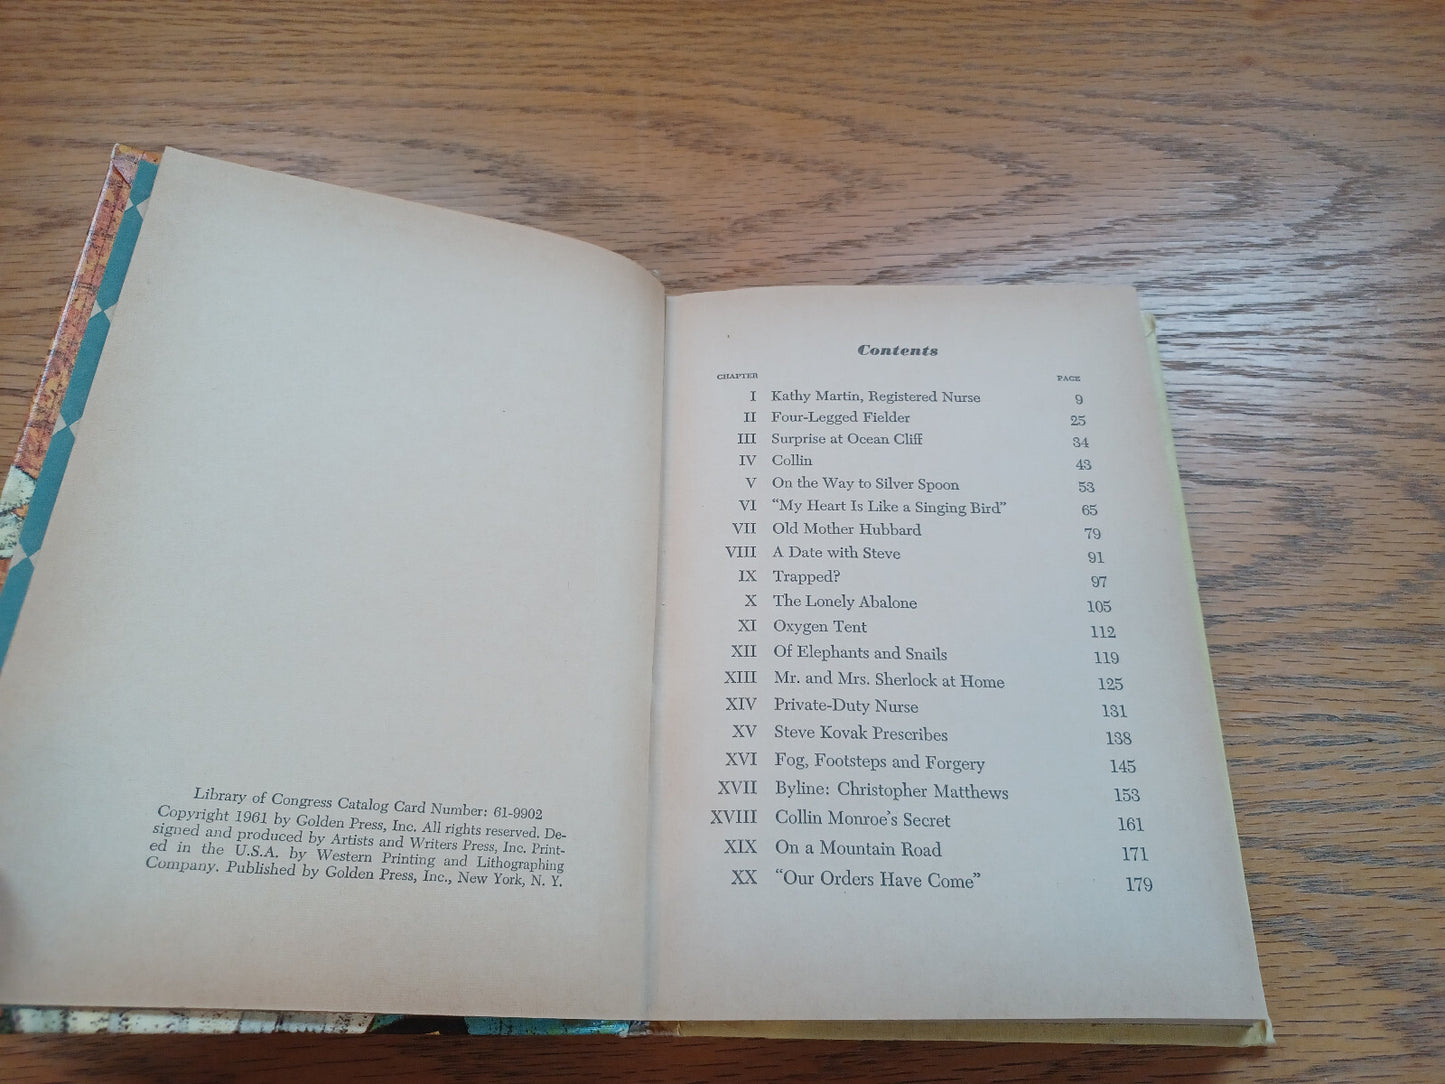 Library of Congress Catalog Card Number: 61-9902
Copyright 1961 by Golden Press, Inc. All rights reserved. De-
signed and produced by Artists and Writers Press, Inc. Print-
ed in the U.S.A. by Western Printing and Lithographing
Company. Published by Golden Press, Inc., New York, N. Y.
Contents
CHAPTER PAGE
I Kathy Martin, Registered Nurse 9
II Four-Legged Fielder 25
III Surprise at Ocean Cliff 34
IV Collin 43
V On the Way to Silver Spoon 53
VI “My Heart Is Like a Singing Bird” 65
VII Old Mother Hubbard 79
VIII A Date with Steve 91
IX Trapped? 97
X The Lonely Abalone 105
XI Oxygen Tent 112
XII Of Elephants and Snails 119
XIII Mr. and Mrs. Sherlock at Home 125
XIV Private-Duty Nurse 131
XV Steve Kovak Prescribes 138
XVI Fog, Footsteps and Forgery 145
XVII Byline: Christopher Matthews 153
XVIII Collin Monroe’s Secret 161
XIX On a Mountain Road 171
XX “Our Orders Have Come” 179